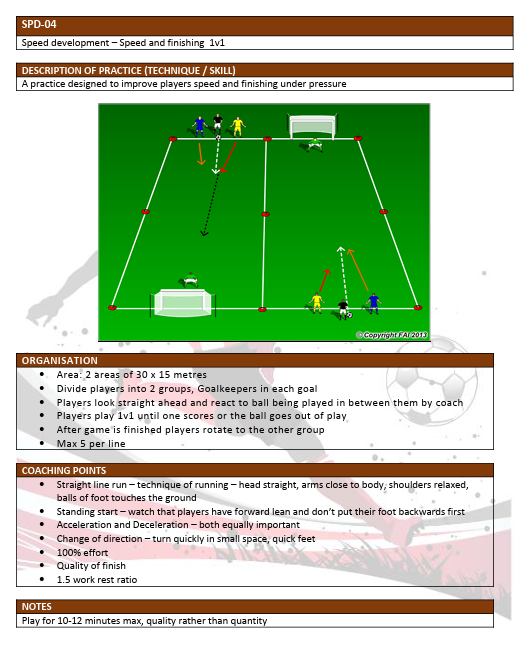 SPD-04
Speed development – Speed and finishing  1v1
DESCRIPTION OF PRACTICE (TECHNIQUE / SKILL)
A practice designed to improve players speed and finishing under pressure
© Copyright FAI 2013
ORGANISATION
• Area: 2 areas of 30 x 15 metres
• Divide players into 2 groups, Goalkeepers in each goal
• Players look straight ahead and react to ball being played in between them by coach
• Players play 1v1 until one scores or the ball goes out of play
• After game is finished players rotate to the other group
• Max 5 per line
COACHING POINTS
• Straight line run – technique of running – head straight, arms close to body, shoulders relaxed,
balls of foot touches the ground
• Standing start – watch that players have forward lean and don't put their foot backwards first
• Acceleration and Deceleration – both equally important
• Change of direction – turn quickly in small space, quick feet
• 100% effort
• Quality of finish
• 1.5 work rest ratio
NOTES
Play for 10-12 minutes max, quality rather than quantity